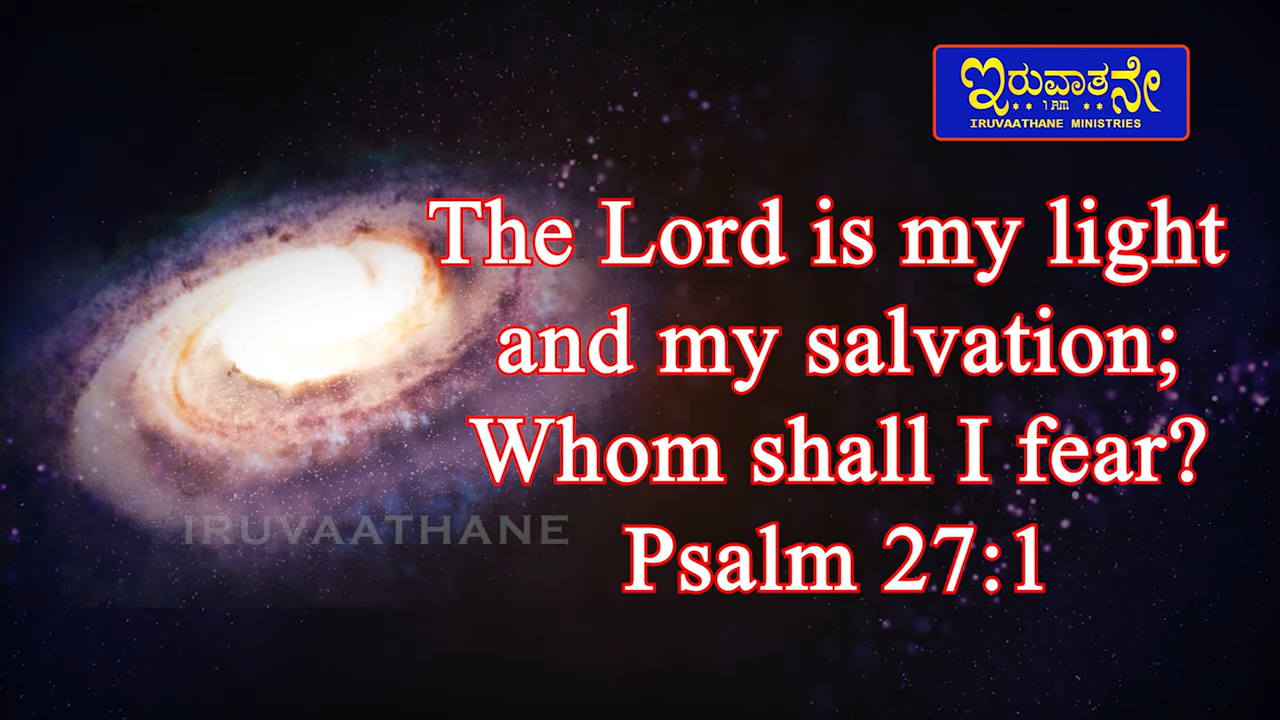 ಇರುವಾತನೇ
** I AM **
IRUVAATHANE MINISTRIES
The Lord is my light
and my salvation;
Whom shall I fear?
Psalm 27:1
IRUVAATHANE